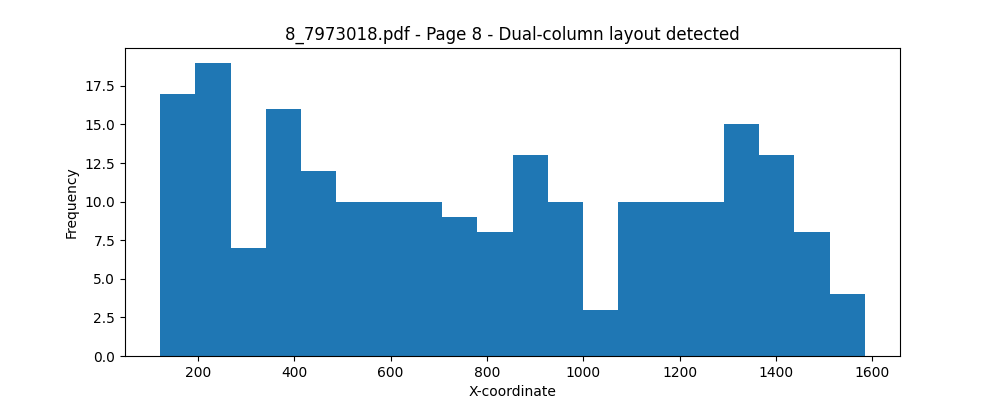 8_7973018.pdf - Page 8 - Dual-column layout detected
17.5
15.0
12.5
10.0
7.5
5.0
2.5
0.0
Frequency
200 400 600 800 1000 1200 1400 1600
X-coordinate